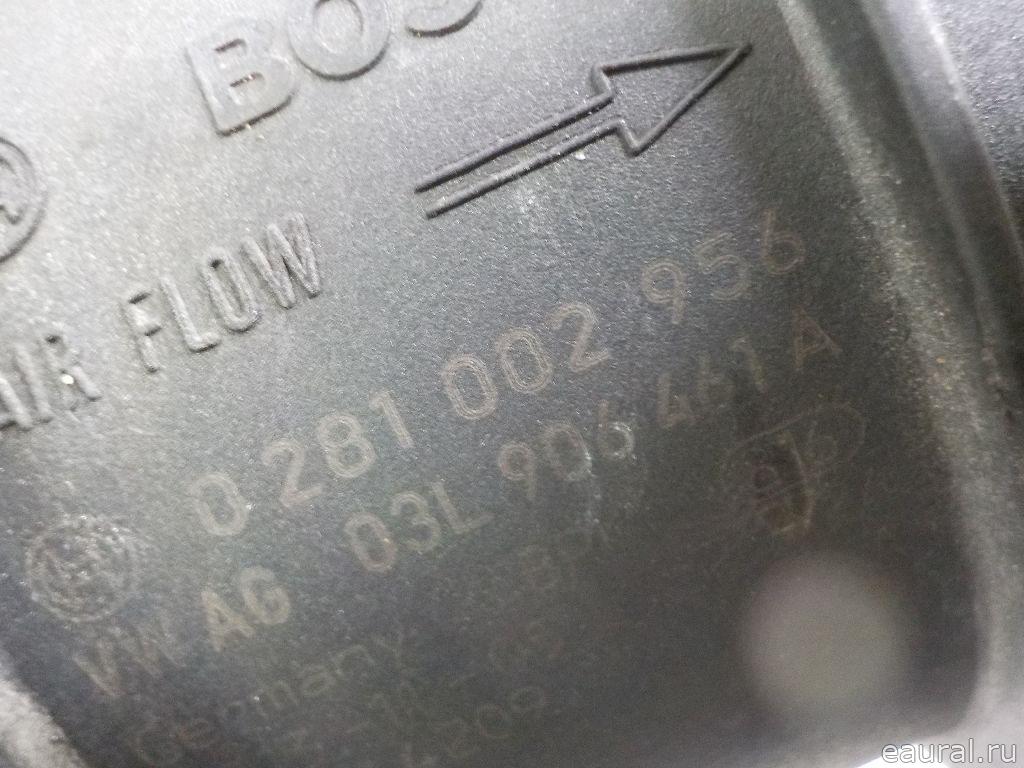 BOS
AIR FLOW
0 281 002 956
VW AG 03L 906 461 A
Germany
eaural.ru